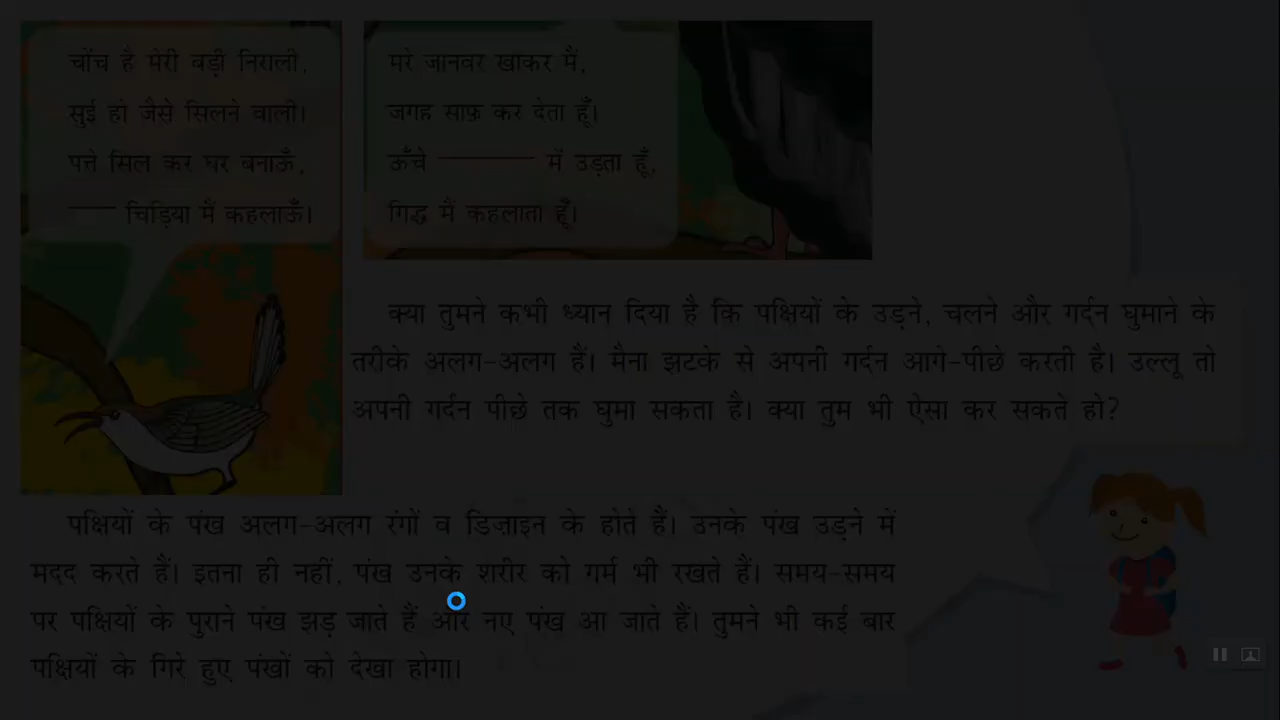 चोंच है मेरी बड़ी निराली,
सुई हो जैसे सिलने वाली।
पत्ते सिल कर घर बनाऊँ,
——— चिड़िया मैं कहलाऊँ।
मरे जानवर खाकर मैं,
जगह साफ़ कर देता हूँ।
ऊँचे ——— में उड़ता हूँ,
गिद्ध मैं कहलाता हूँ।
क्या तुमने कभी ध्यान दिया है कि पक्षियों के उड़ने, चलने और गर्दन घुमाने के
तरीके अलग-अलग हैं। मैना झटके से अपनी गर्दन आगे-पीछे करती है। उल्लू तो
अपनी गर्दन पीछे तक घुमा सकता है। क्या तुम भी ऐसा कर सकते हो?
पक्षियों के पंख अलग-अलग रंगों व डिज़ाइन के होते हैं। उनके पंख उड़ने में
मदद करते हैं। इतना ही नहीं, पंख उनके शरीर को गर्म भी रखते हैं। समय-समय
पर पक्षियों के पुराने पंख झड़ जाते हैं और नए पंख आ जाते हैं। तुमने भी कई बार
पक्षियों के गिरे हुए पंखों को देखा होगा।